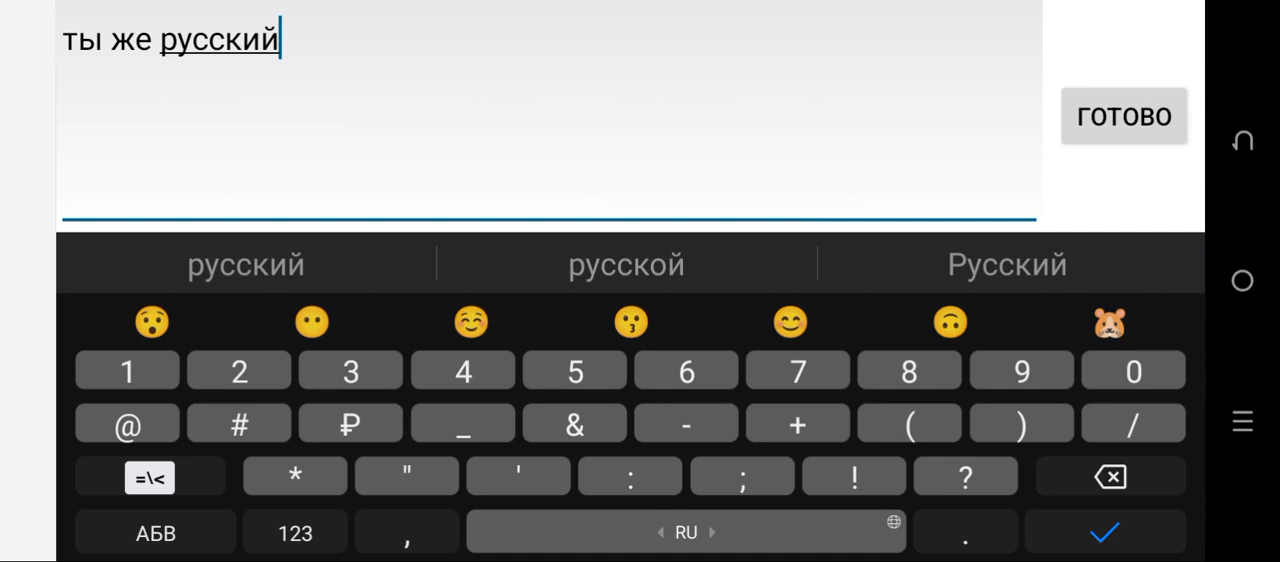 ты же русский
ГОТОВО
русский русской Русский
1 2 3 4 5 6 7 8 9 0
@ # ₽ _ & - + ( ) /
=\< * " ' : ; ! ?
АБВ 123 , RU .